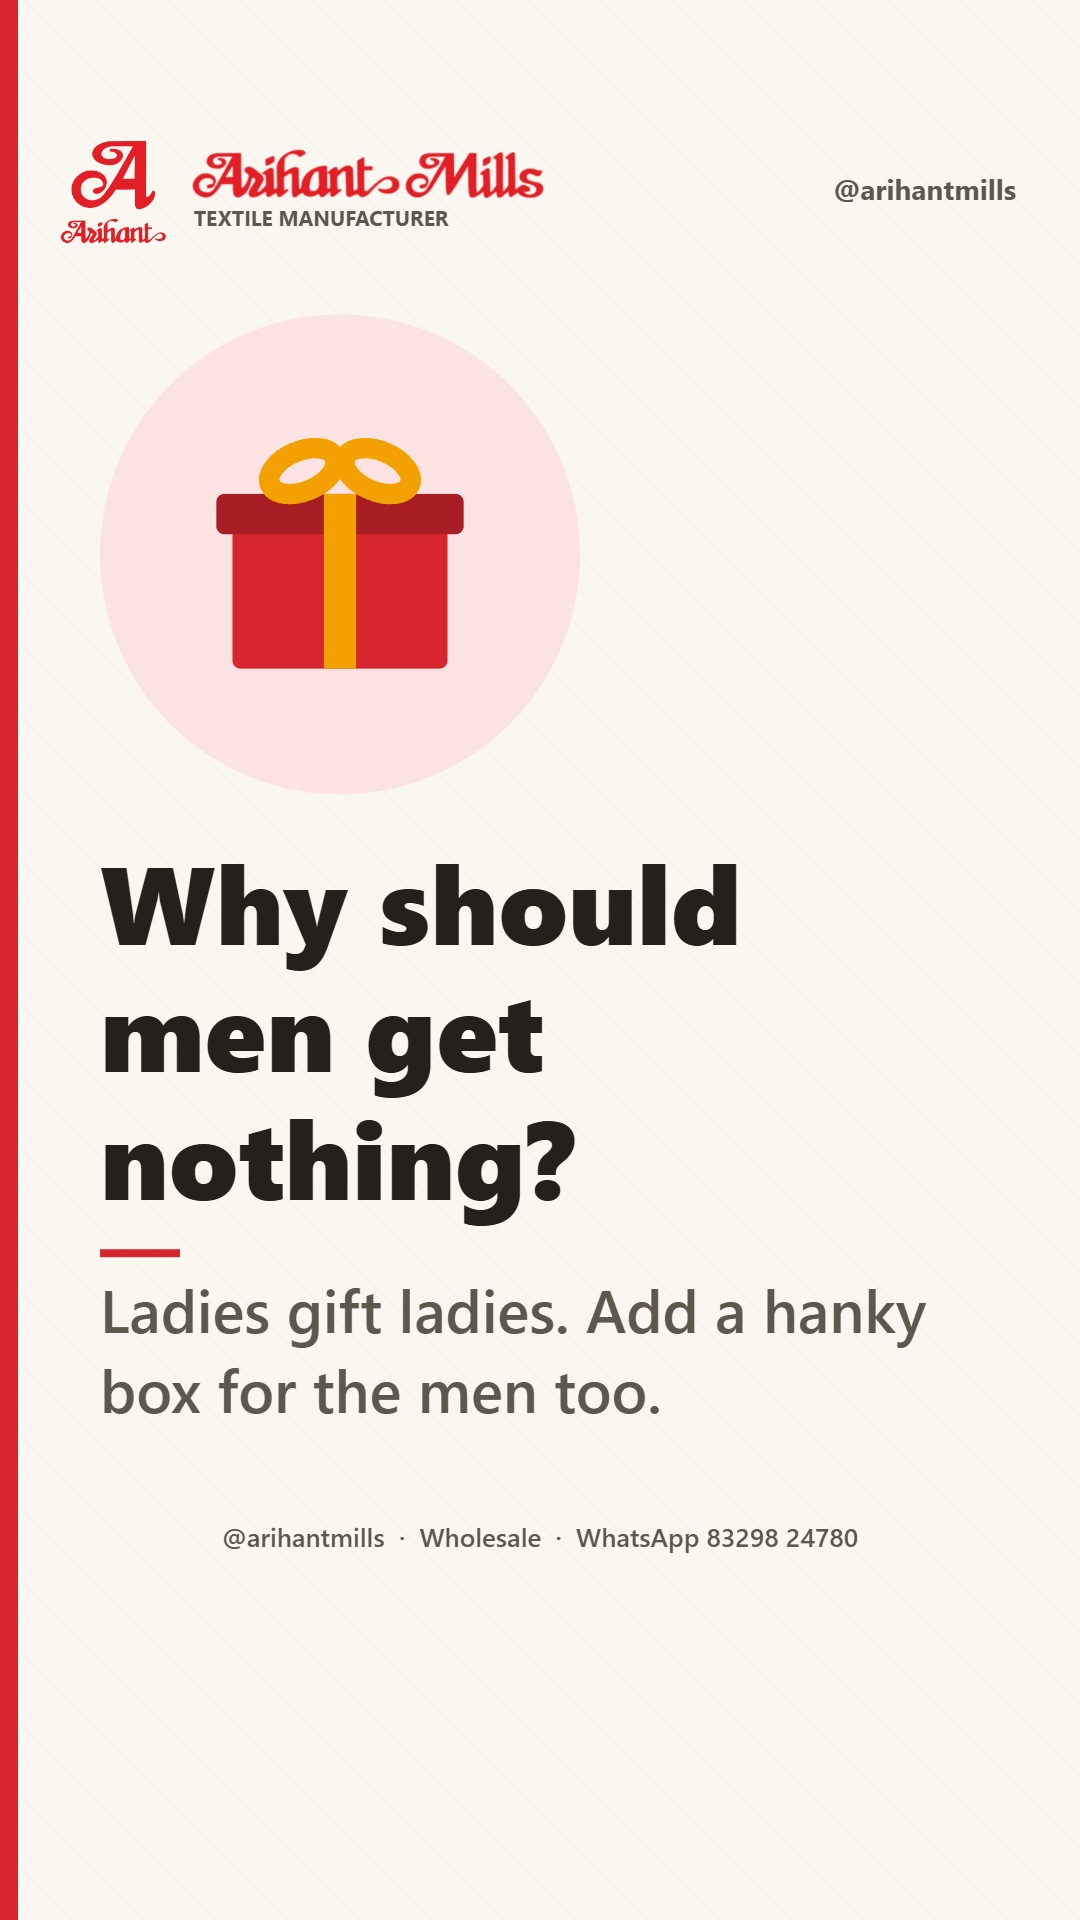 A
Arihant
Arihant Mills
TEXTILE MANUFACTURER
@arihantmills
Why should
men get
nothing?
Ladies gift ladies. Add a hanky
box for the men too.
@arihantmills · Wholesale · WhatsApp 83298 24780